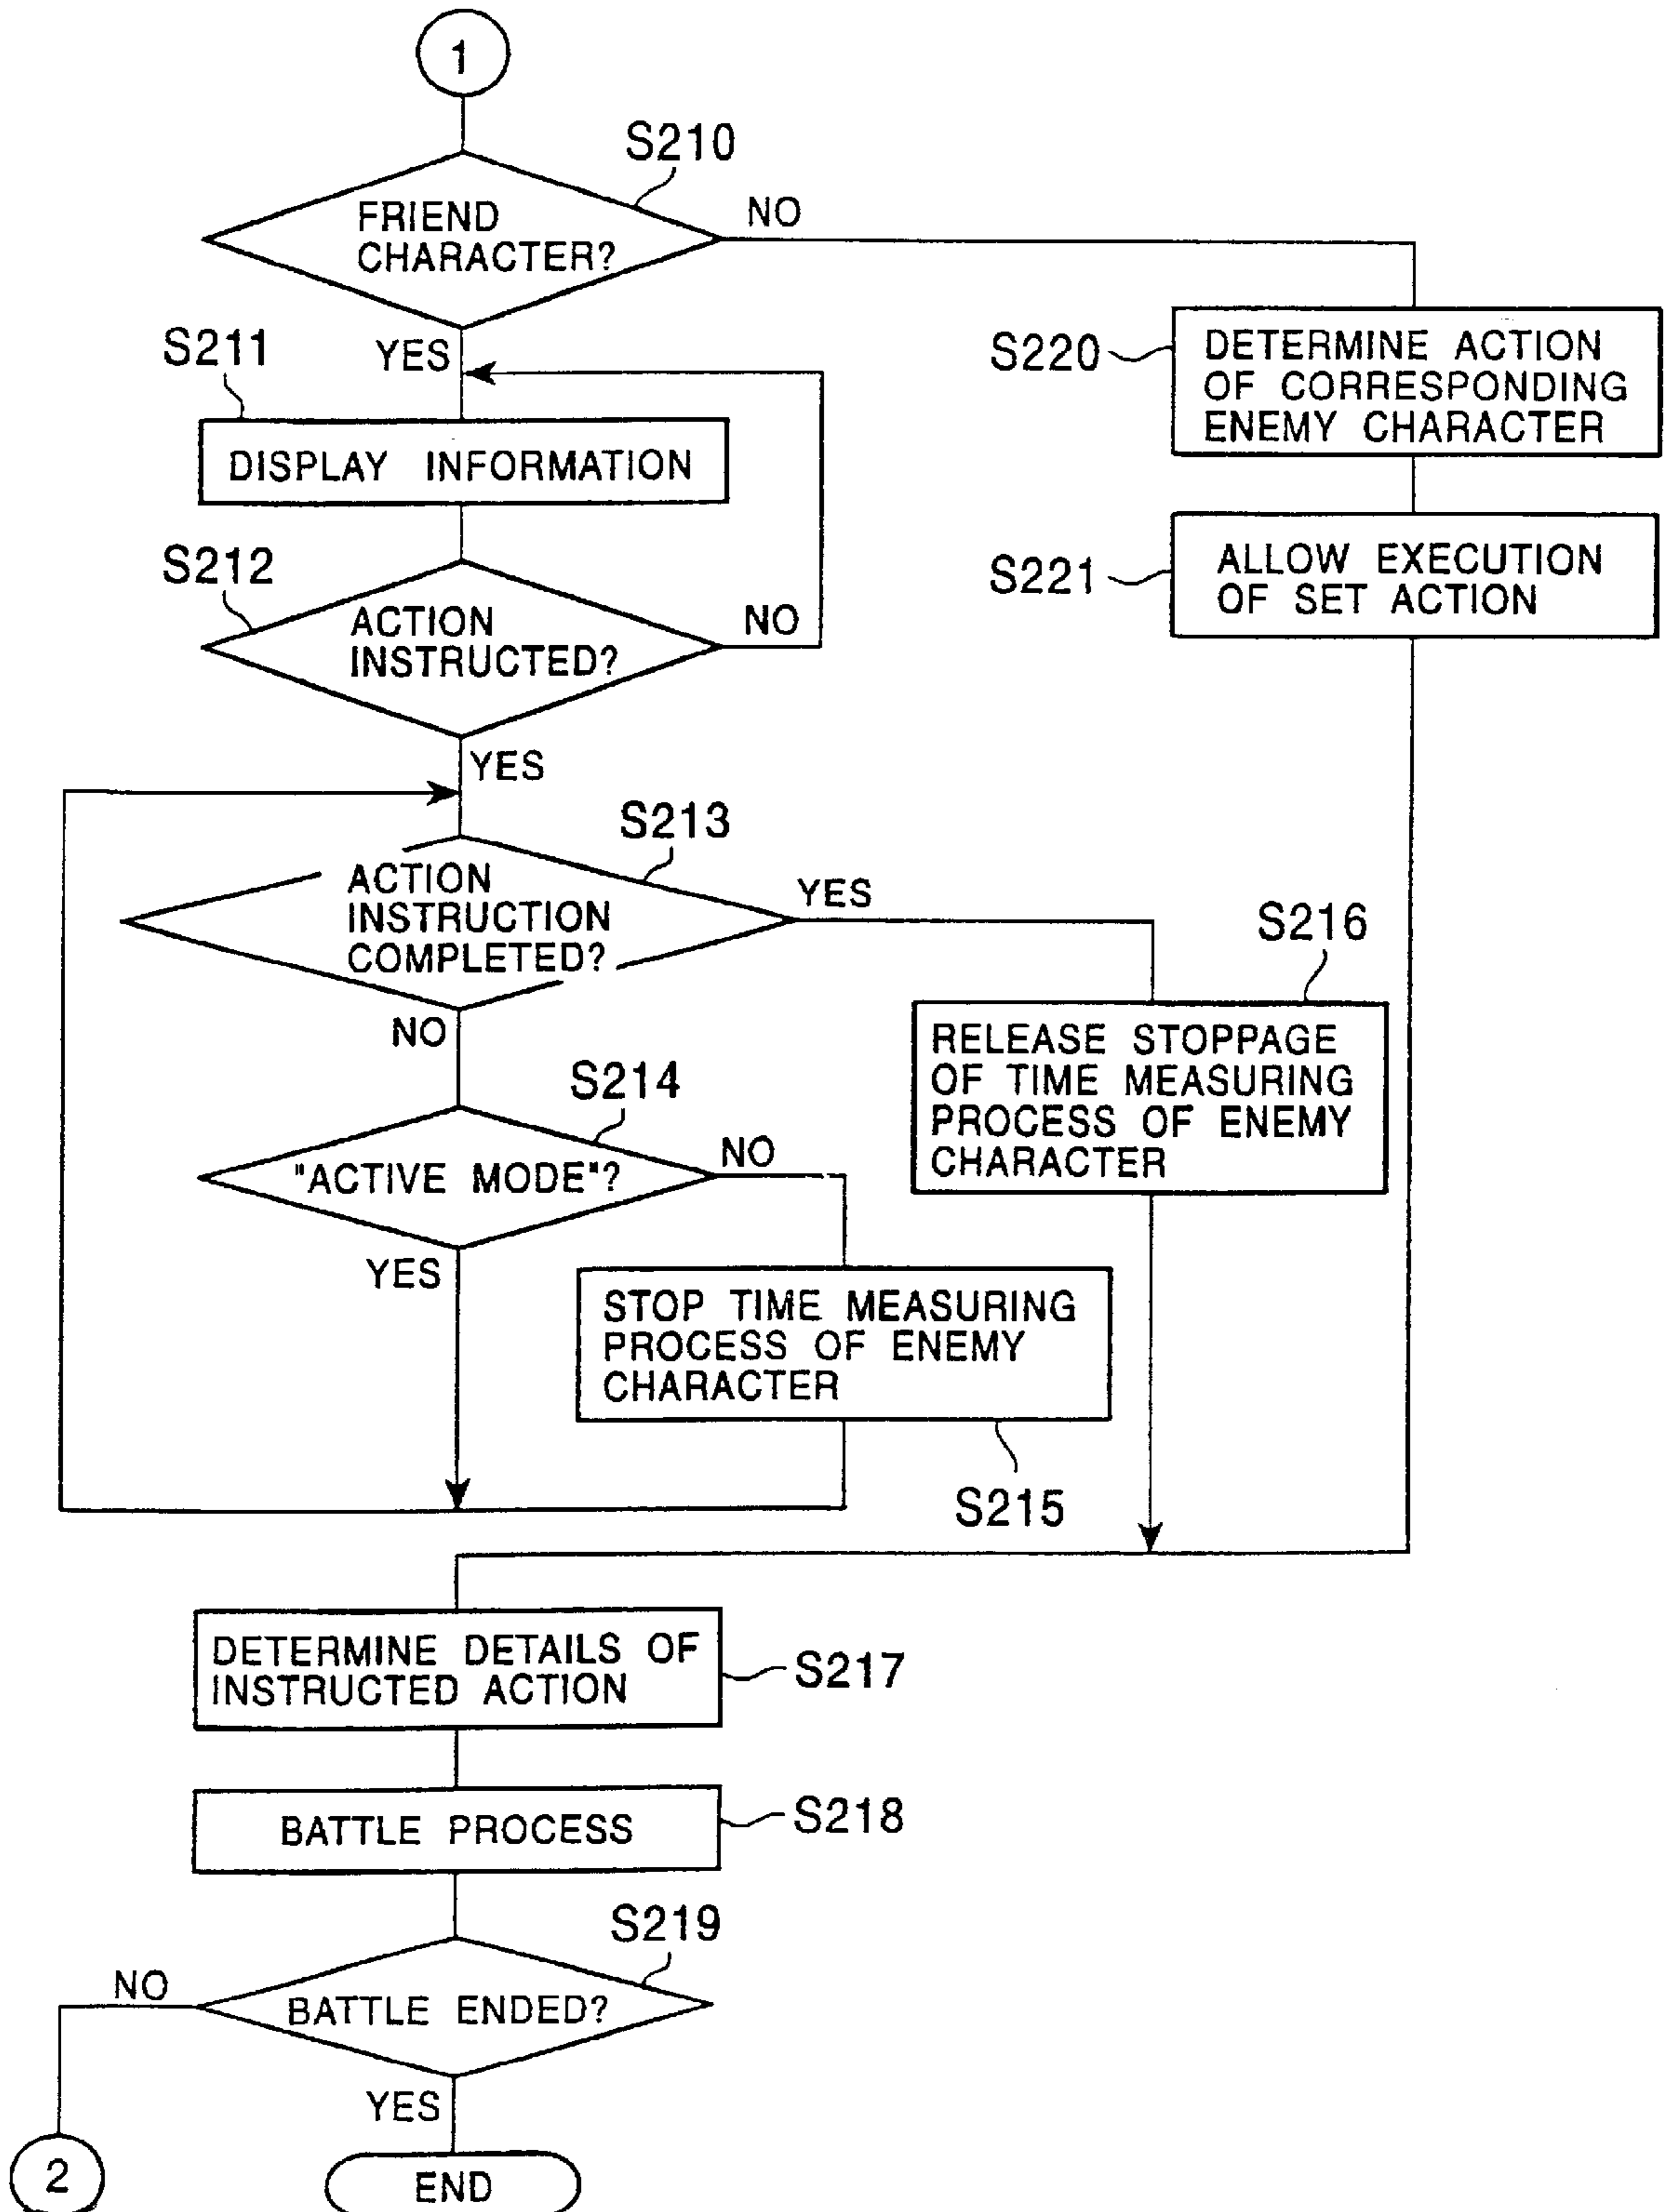 1
S210
FRIEND
CHARACTER?
NO
YES
S211
DISPLAY INFORMATION
S220
DETERMINE ACTION
OF CORRESPONDING
ENEMY CHARACTER
S221
ALLOW EXECUTION
OF SET ACTION
S212
ACTION
INSTRUCTED?
NO
YES
S213
ACTION
INSTRUCTION
COMPLETED?
YES
NO
S216
RELEASE STOPPAGE
OF TIME MEASURING
PROCESS OF ENEMY
CHARACTER
S214
"ACTIVE MODE"?
NO
YES
STOP TIME MEASURING
PROCESS OF ENEMY
CHARACTER
S215
DETERMINE DETAILS OF
INSTRUCTED ACTION
S217
BATTLE PROCESS
S218
S219
BATTLE ENDED?
NO
YES
2
END